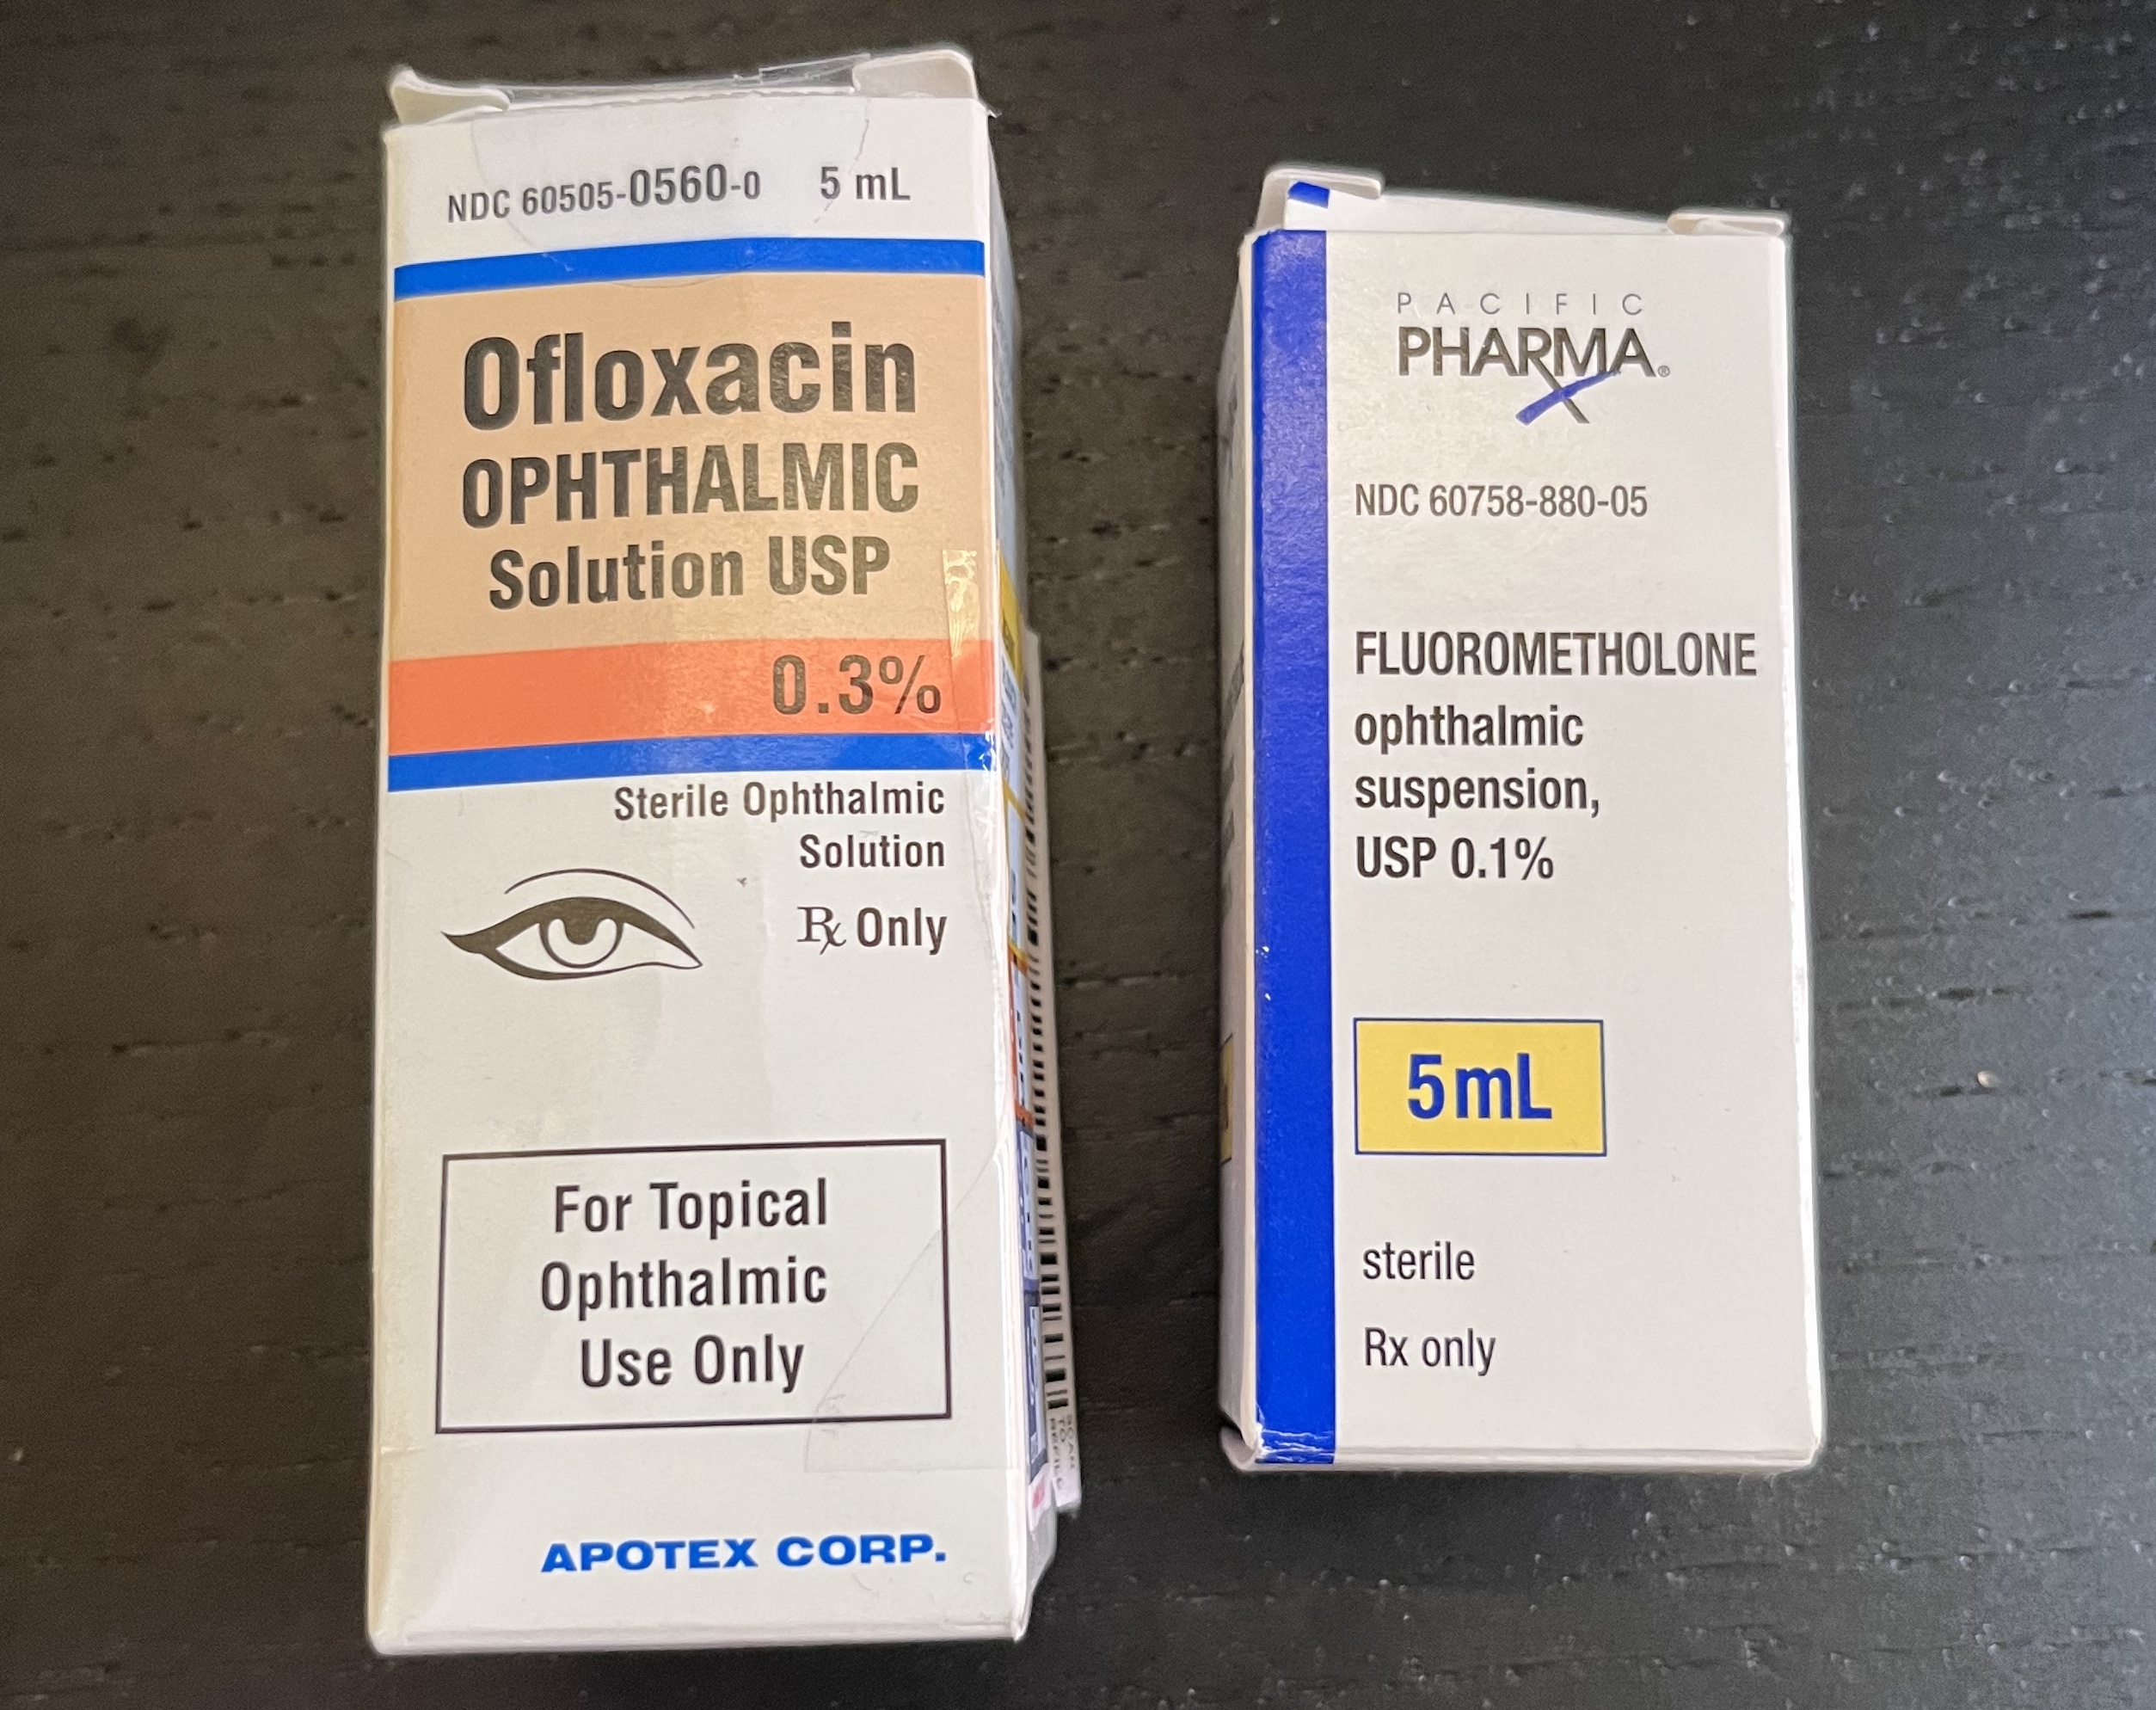 NDC 60505-0560-0 5 mL
Ofloxacin
OPHTHALMIC
Solution USP
0.3%
Sterile Ophthalmic
Solution
Rx Only
For Topical
Ophthalmic
Use Only
APOTEX CORP.
PACIFIC
PHARMA®
NDC 60758-880-05
FLUOROMETHOLONE
ophthalmic
suspension,
USP 0.1%
5 mL
sterile
Rx only